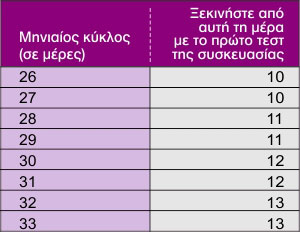 Μηνιαίος κύκλος
(σε μέρες)
Ξεκινήστε από
αυτή τη μέρα
με το πρώτο τεστ
της συσκευασίας
26 10
27 10
28 11
29 11
30 12
31 12
32 13
33 13